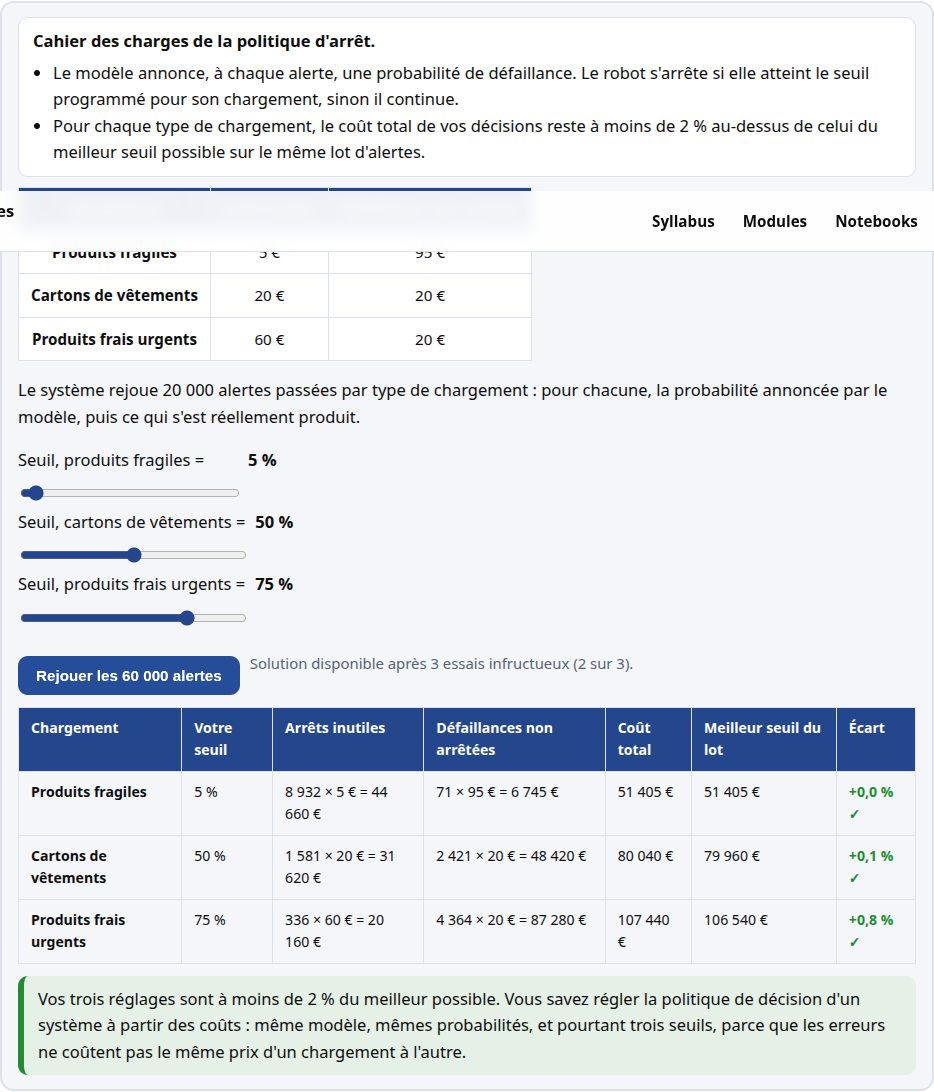 Cahier des charges de la politique d'arrêt.
• Le modèle annonce, à chaque alerte, une probabilité de défaillance. Le robot s'arrête si elle atteint le seuil
programmé pour son chargement, sinon il continue.
• Pour chaque type de chargement, le coût total de vos décisions reste à moins de 2 % au-dessus de celui du
meilleur seuil possible sur le même lot d'alertes.
es
Syllabus Modules Notebooks
Produits fragiles 5 € 95 €
Cartons de vêtements 20 € 20 €
Produits frais urgents 60 € 20 €
Le système rejoue 20 000 alertes passées par type de chargement : pour chacune, la probabilité annoncée par le
modèle, puis ce qui s'est réellement produit.
Seuil, produits fragiles = 5 %
Seuil, cartons de vêtements = 50 %
Seuil, produits frais urgents = 75 %
Rejouer les 60 000 alertes Solution disponible après 3 essais infructueux (2 sur 3).
Chargement Votre seuil Arrêts inutiles Défaillances non arrêtées Coût total Meilleur seuil du lot Écart
Produits fragiles 5 % 8 932 × 5 € = 44 660 € 71 × 95 € = 6 745 € 51 405 € 51 405 € +0,0 % ✓
Cartons de vêtements 50 % 1 581 × 20 € = 31 620 € 2 421 × 20 € = 48 420 € 80 040 € 79 960 € +0,1 % ✓
Produits frais urgents 75 % 336 × 60 € = 20 160 € 4 364 × 20 € = 87 280 € 107 440 € 106 540 € +0,8 % ✓
Vos trois réglages sont à moins de 2 % du meilleur possible. Vous savez régler la politique de décision d'un
système à partir des coûts : même modèle, mêmes probabilités, et pourtant trois seuils, parce que les erreurs
ne coûtent pas le même prix d'un chargement à l'autre.